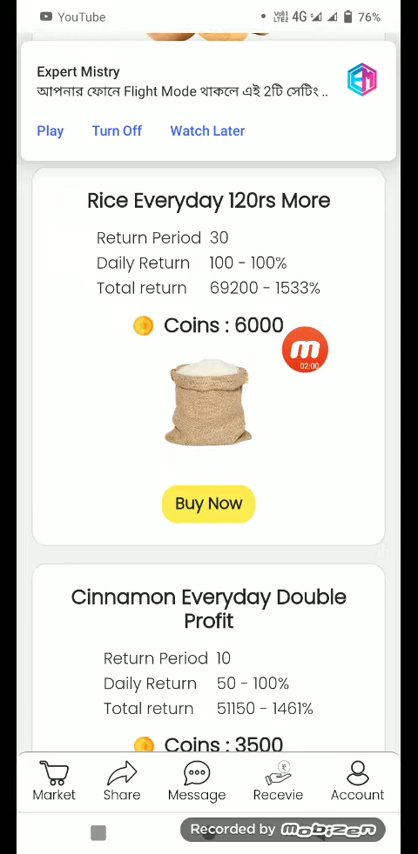 YouTube
Vo1) LTE2 4G 76%
Expert Mistry
আপনার ফোনে Flight Mode থাকলে এই 2টি সেটিং ..
Play Turn Off Watch Later
Rice Everyday 120rs More
Return Period 30
Daily Return 100 - 100%
Total return 69200 - 1533%
Coins : 6000
02:00
Buy Now
Cinnamon Everyday Double
Profit
Return Period 10
Daily Return 50 - 100%
Total return 51150 - 1461%
Coins : 3500
Market Share Message Recevie Account
Recorded by mobizen